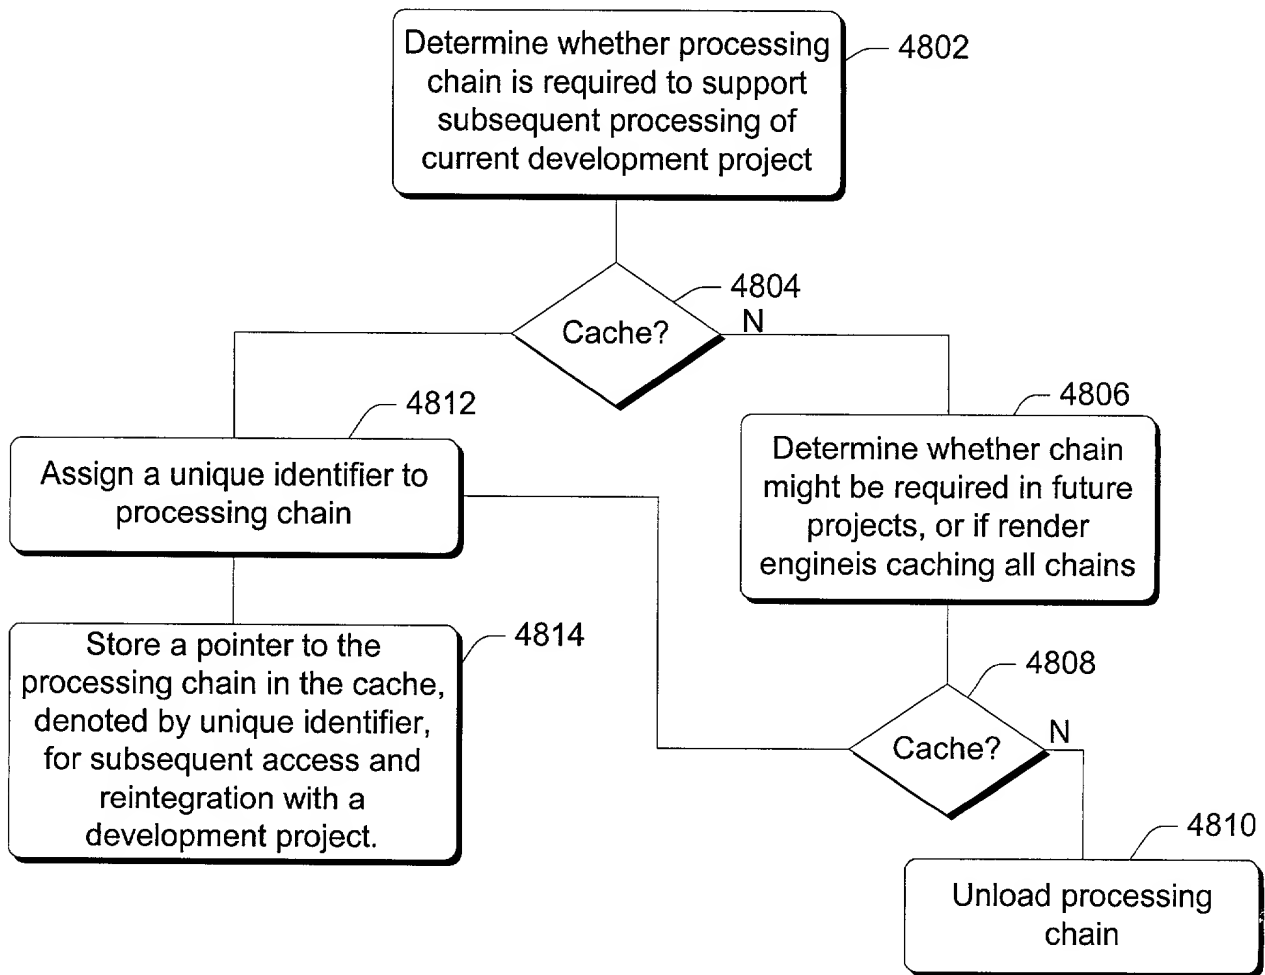 Determine whether processing
chain is required to support
subsequent processing of
current development project
4802
4804
Cache?
N
4812
Assign a unique identifier to
processing chain
4806
Determine whether chain
might be required in future
projects, or if render
engineis caching all chains
4814
Store a pointer to the
processing chain in the cache,
denoted by unique identifier,
for subsequent access and
reintegration with a
development project.
4808
Cache?
N
4810
Unload processing
chain